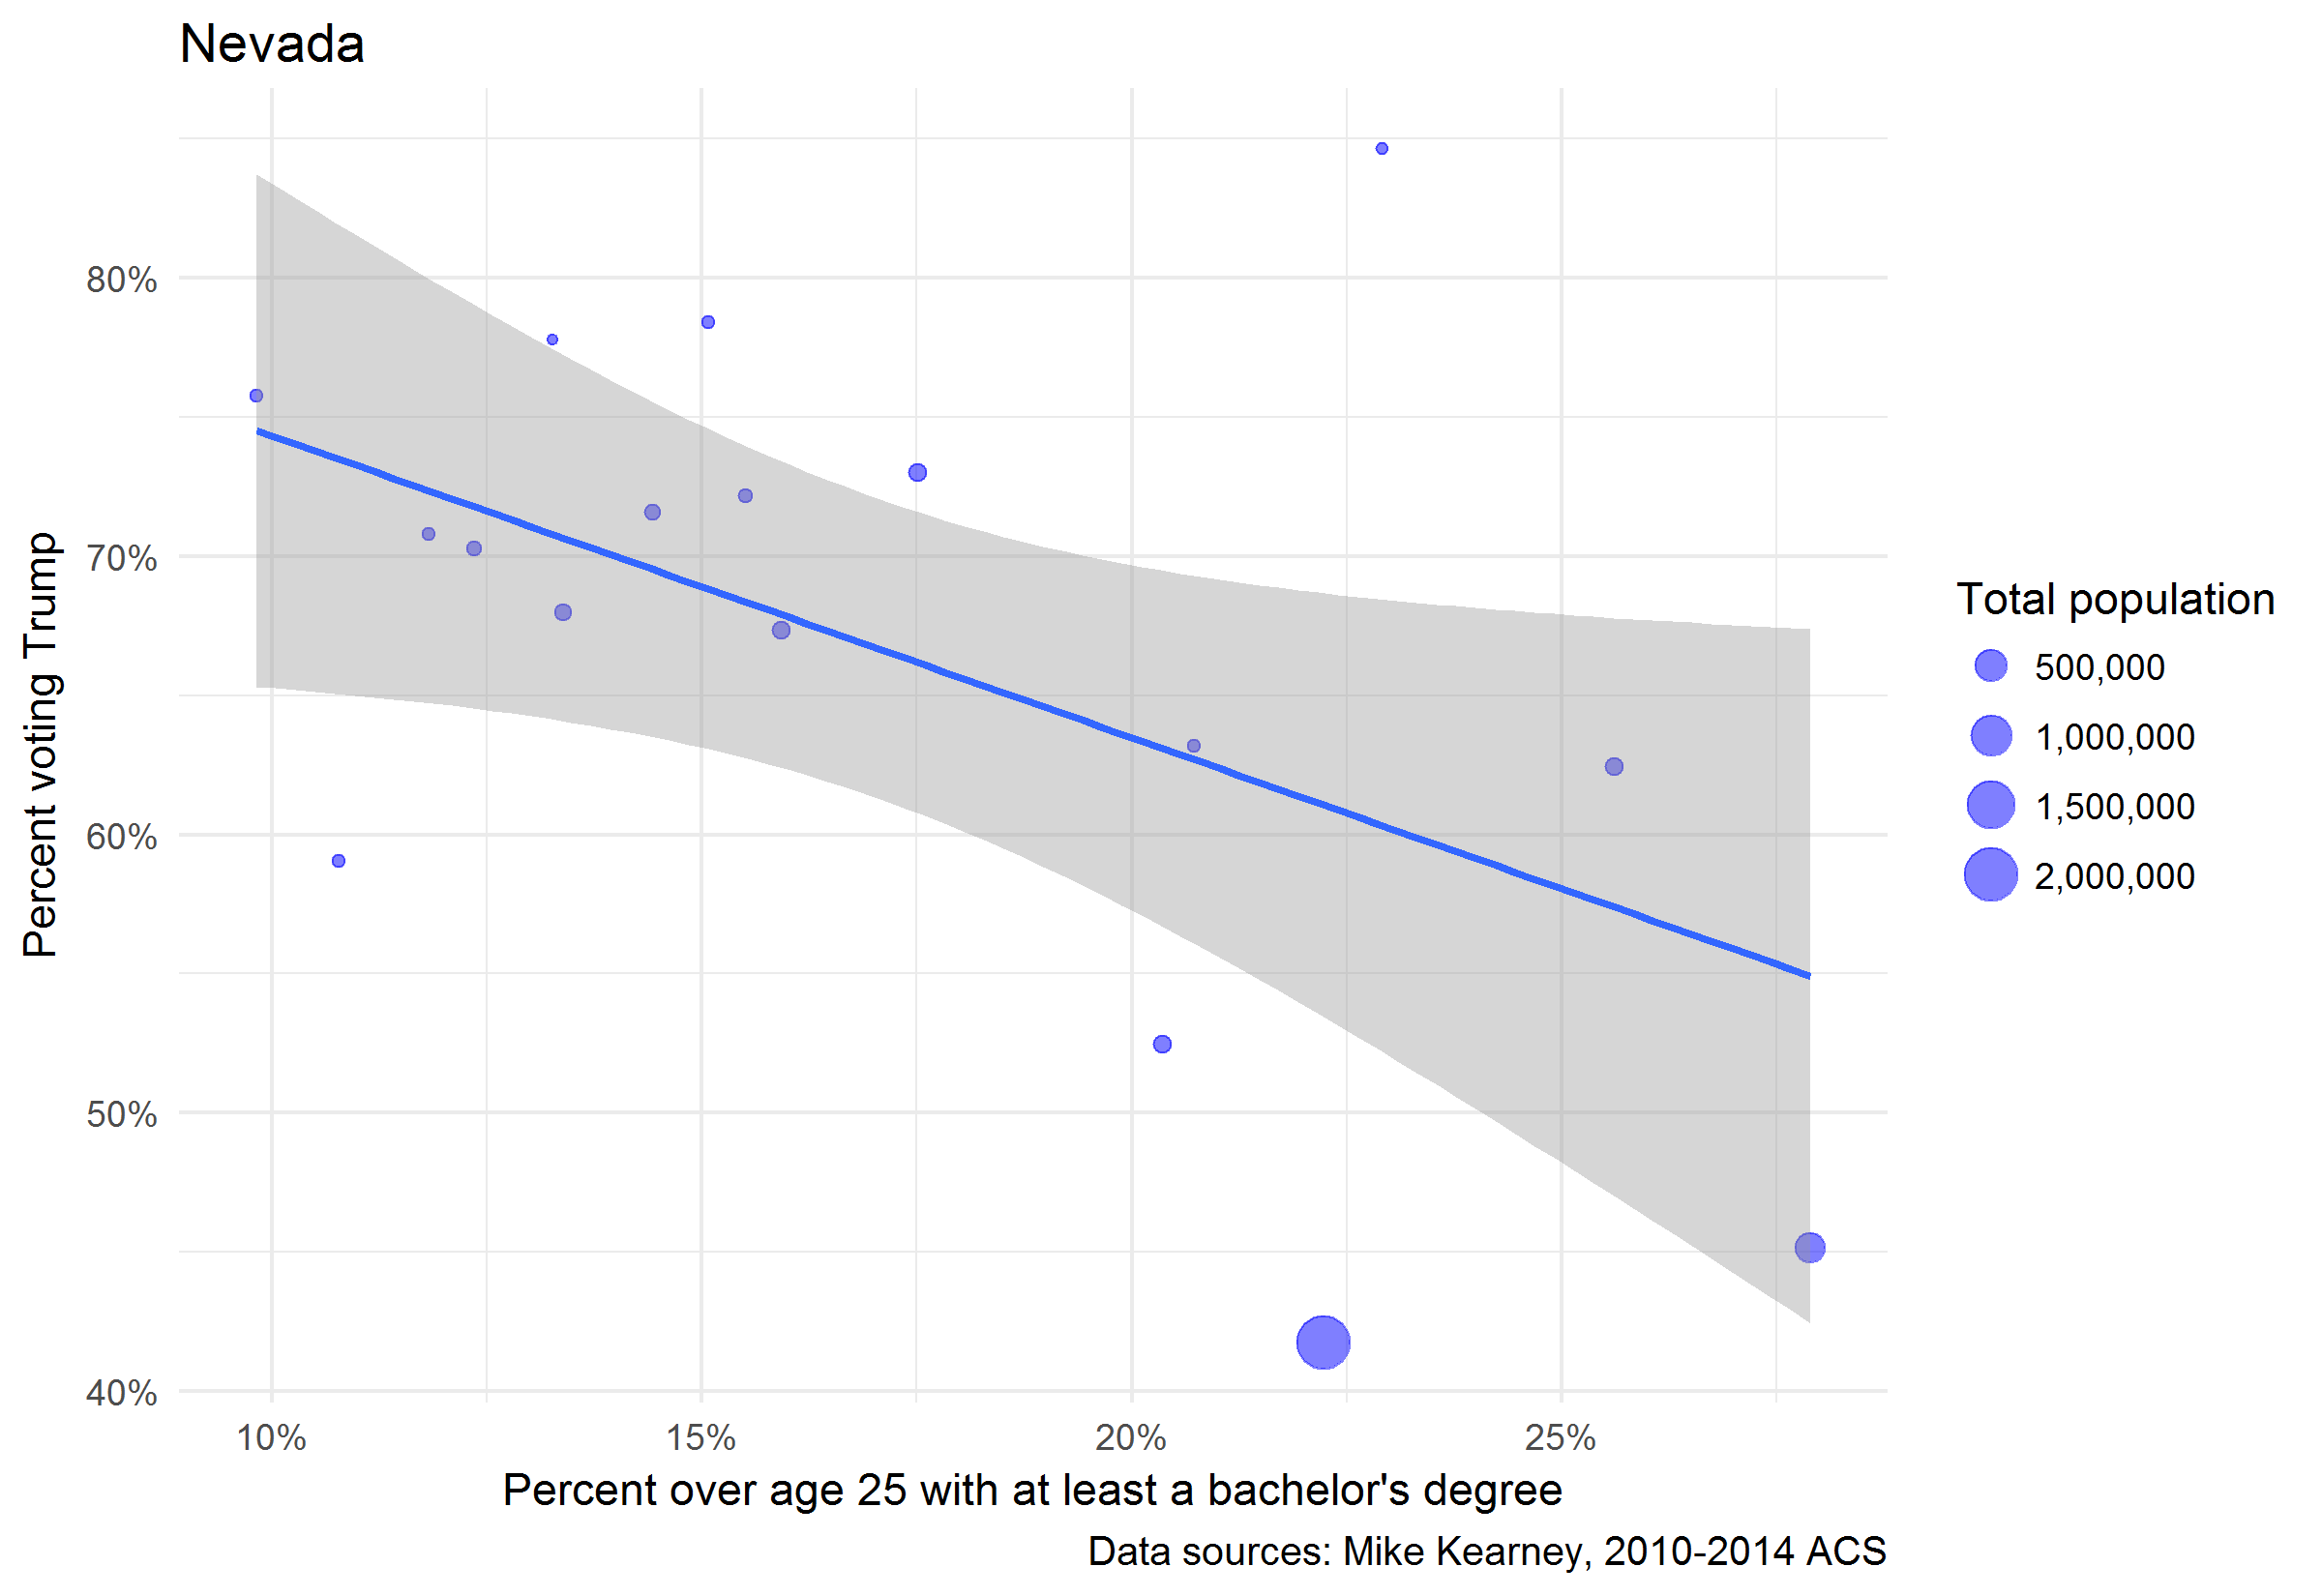 Nevada
Percent voting Trump
80%
70%
60%
50%
40%
10% 15% 20% 25%
Percent over age 25 with at least a bachelor's degree
Data sources: Mike Kearney, 2010-2014 ACS
Total population
500,000
1,000,000
1,500,000
2,000,000